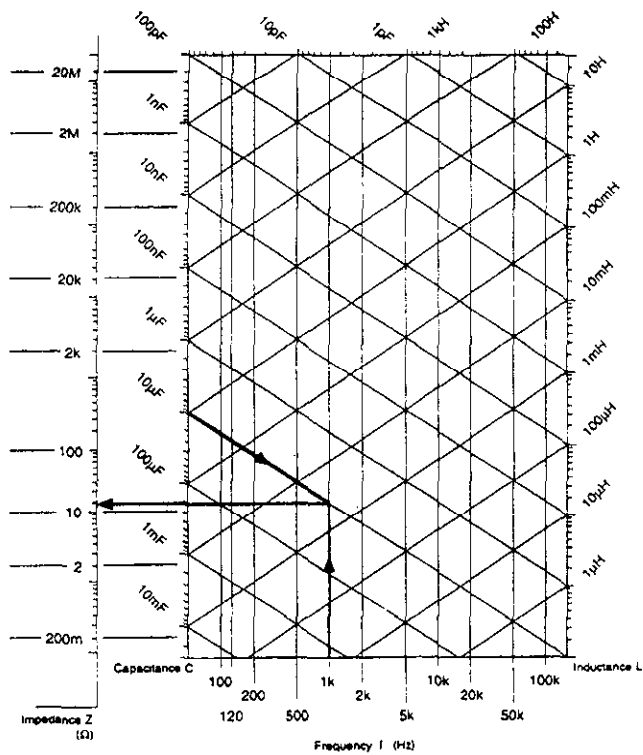 100pF 10pF 1pF 1kH 100H
10H
20M
1nF
2M
1H
10nF
200k
100mH
100nF
20k
10mH
1μF
2k
1mH
10μF
100μH
100
100μF
10μH
10
1mF
2
1μH
10mF
200m
Capacitance C
Inductance L
100 1k 10k 100k
200 2k 20k
120 500 5k 50k
Impedance Z
(Ω)
Frequency f (Hz)